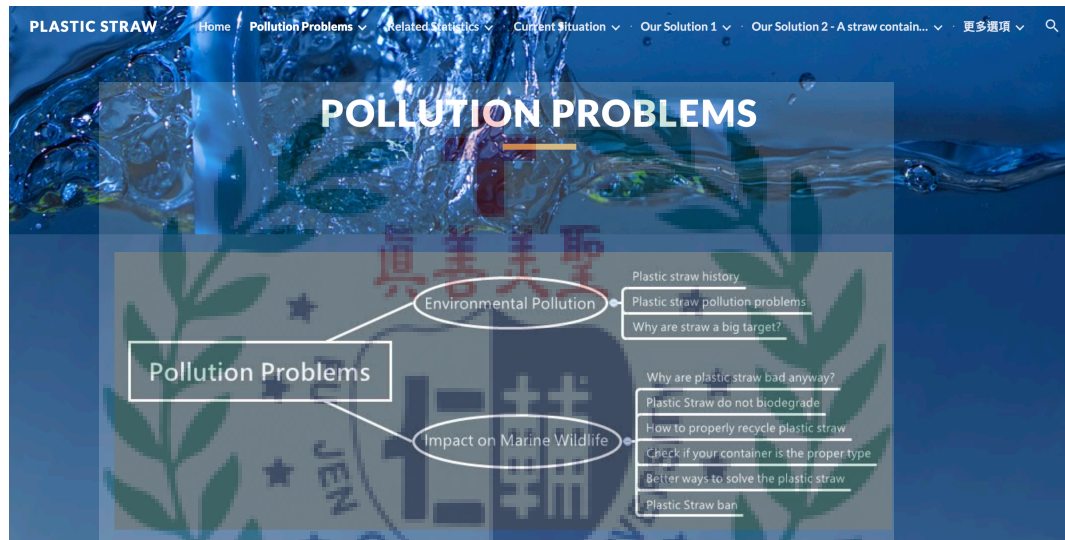 PLASTIC STRAW
Home
Pollution Problems
Related Statistics
Current Situation
Our Solution 1
Our Solution 2 - A straw contain...
更多選項
POLLUTION PROBLEMS
眞善美聖
Pollution Problems
Environmental Pollution
Plastic straw history
Plastic straw pollution problems
Why are straw a big target?
Impact on Marine Wildlife
Why are plastic straw bad anyway?
Plastic Straw do not biodegrade
How to properly recycle plastic straw
Check if your container is the proper type
Better ways to solve the plastic straw
Plastic Straw ban
FU JEN
仁輔